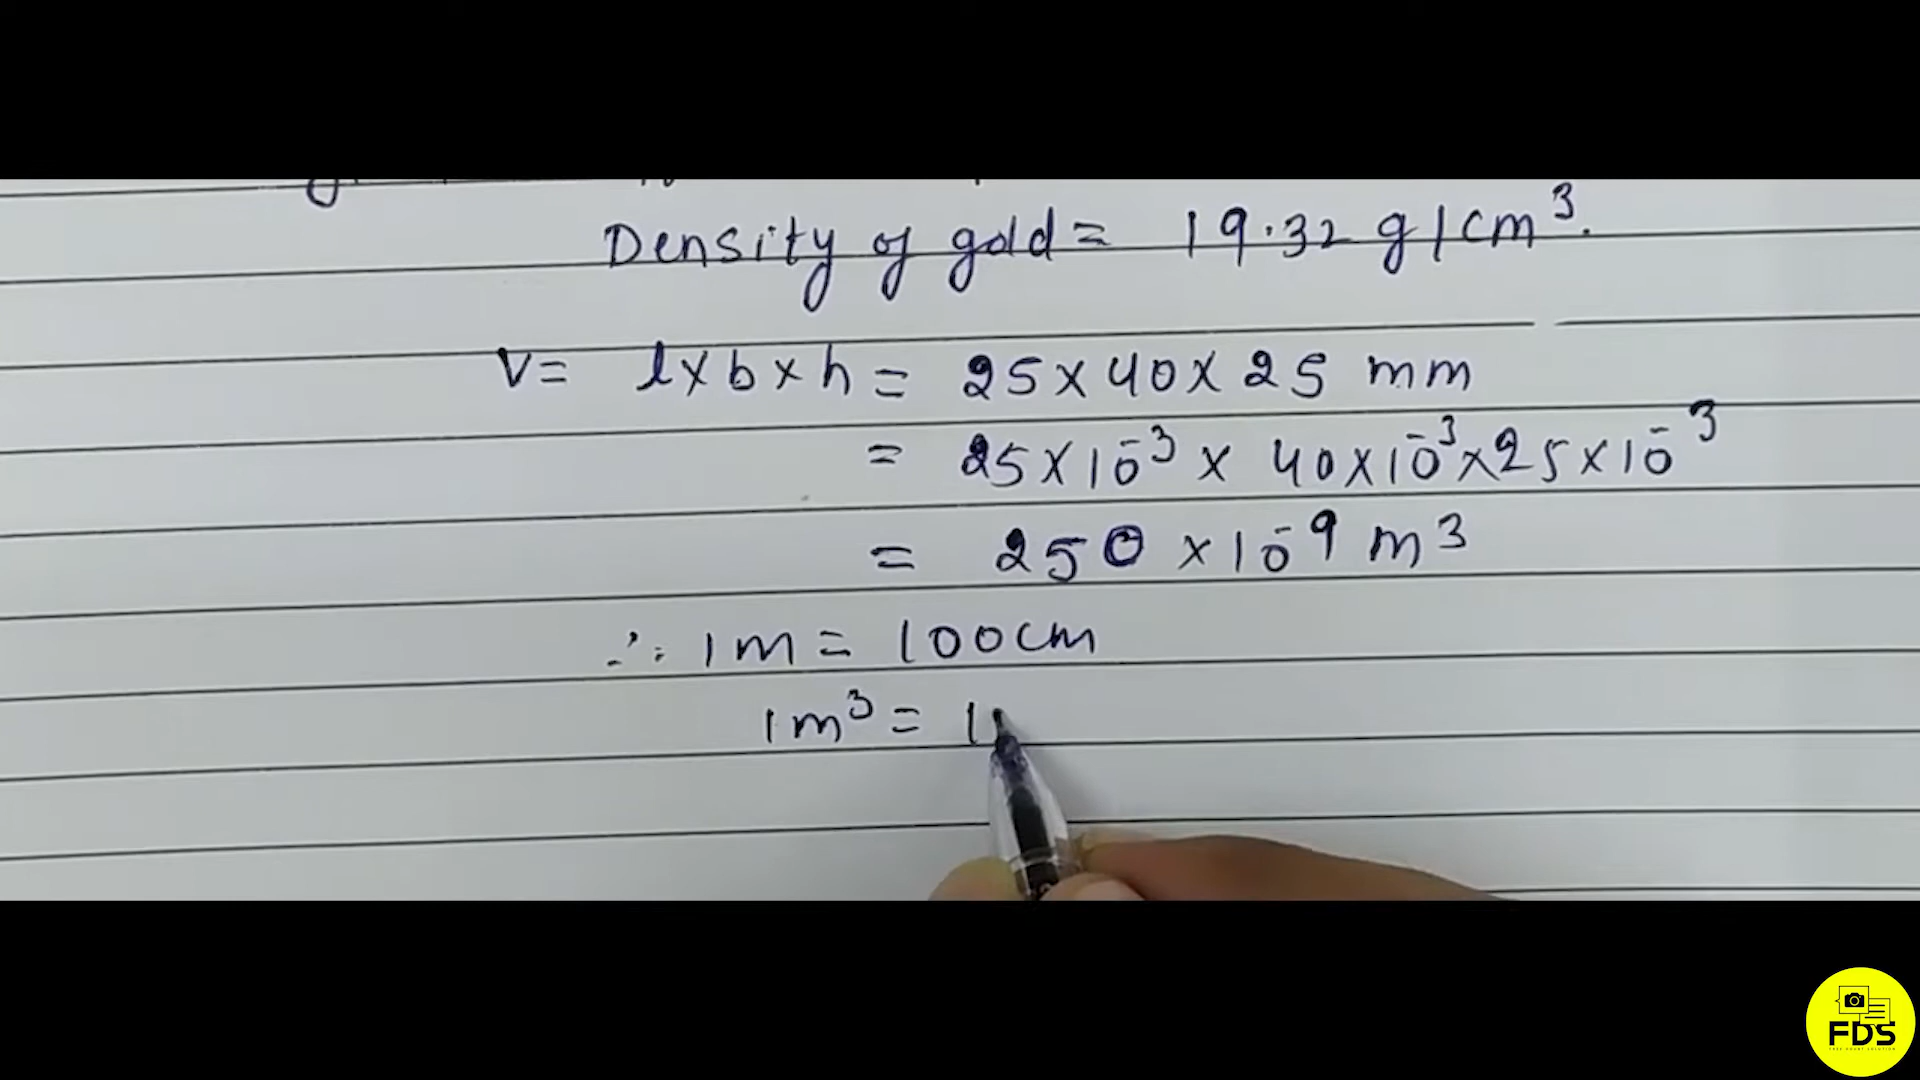 Density of gold = 19.32 g/cm³.
V = l x b x h = 25 x 40 x 25 mm
= 25 x 10⁻³ x 40 x 10⁻³ x 25 x 10⁻³
= 250 x 10⁻⁹ m³
∴ 1m = 100cm
1m³ = 1
FDS